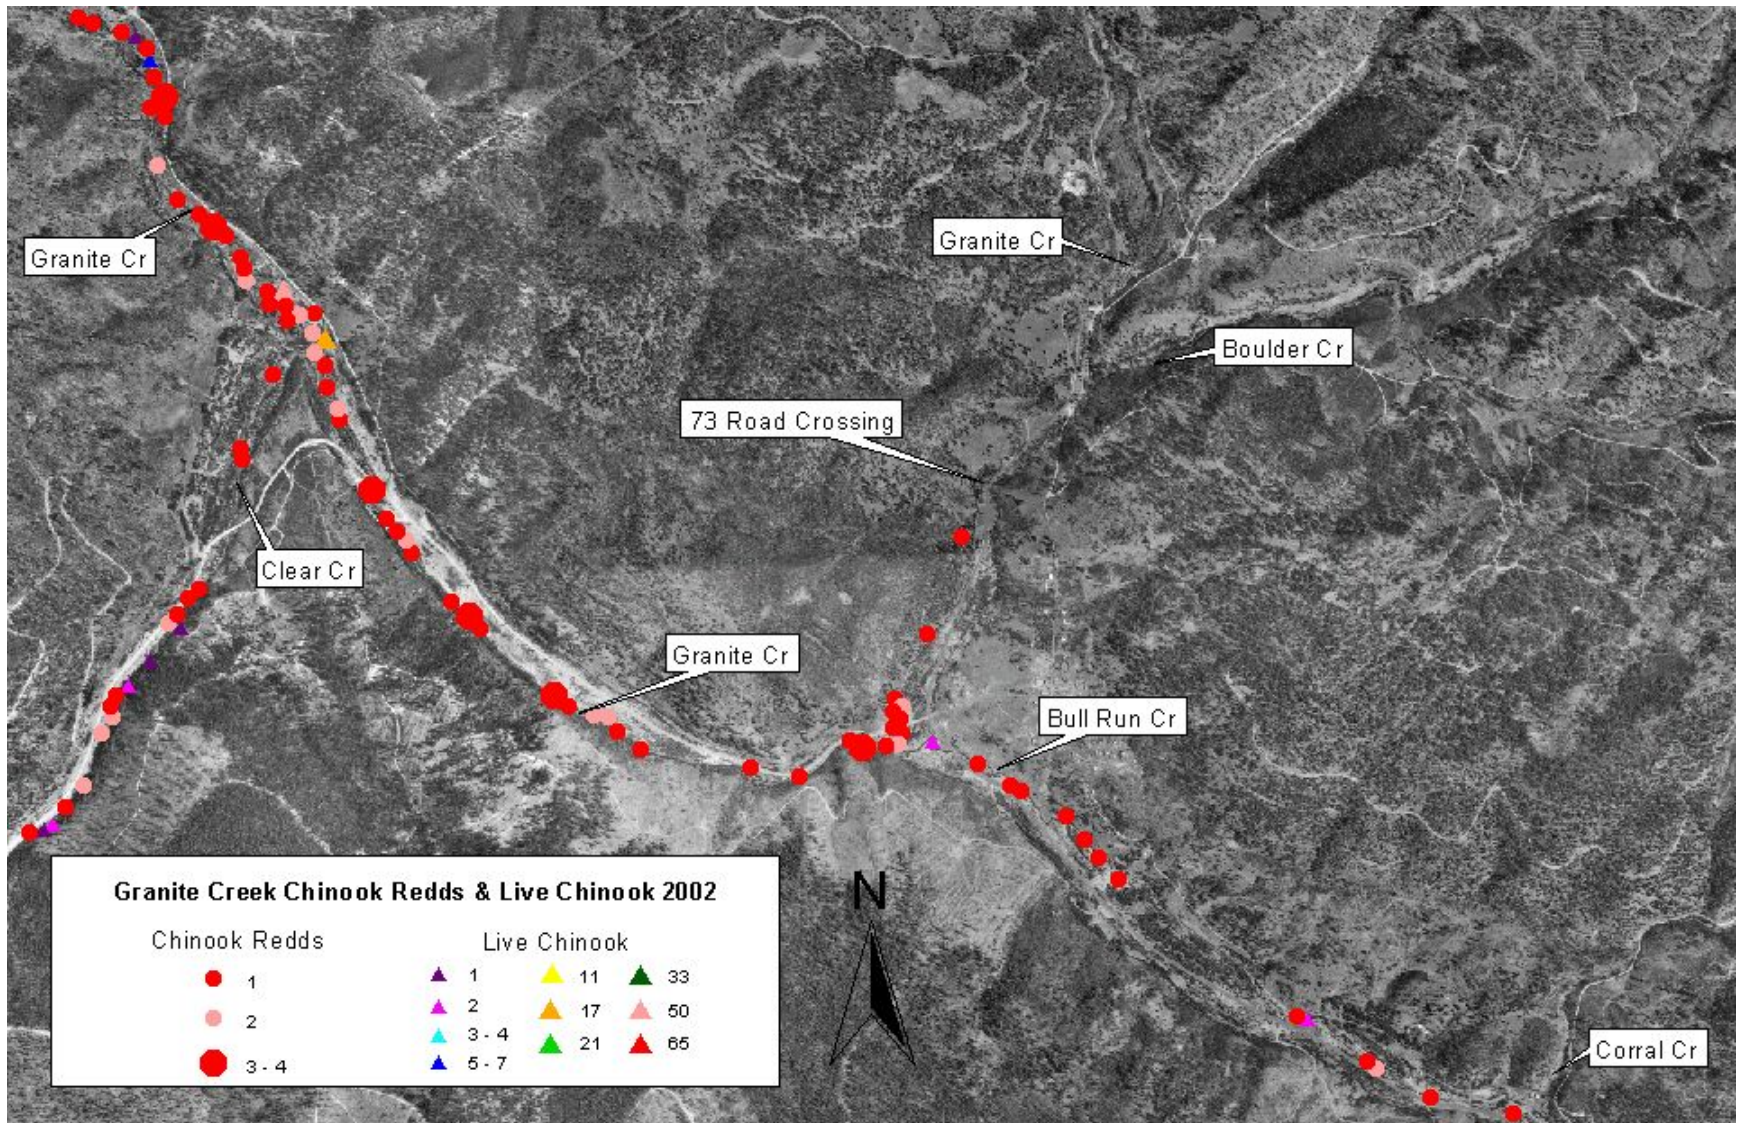 Granite Cr
Granite Cr
Boulder Cr
73 Road Crossing
Clear Cr
Granite Cr
Bull Run Cr
Corral Cr
N
Granite Creek Chinook Redds & Live Chinook 2002
Chinook Redds
1
2
3 - 4
Live Chinook
1
2
3 - 4
5 - 7
11
17
21
33
50
65